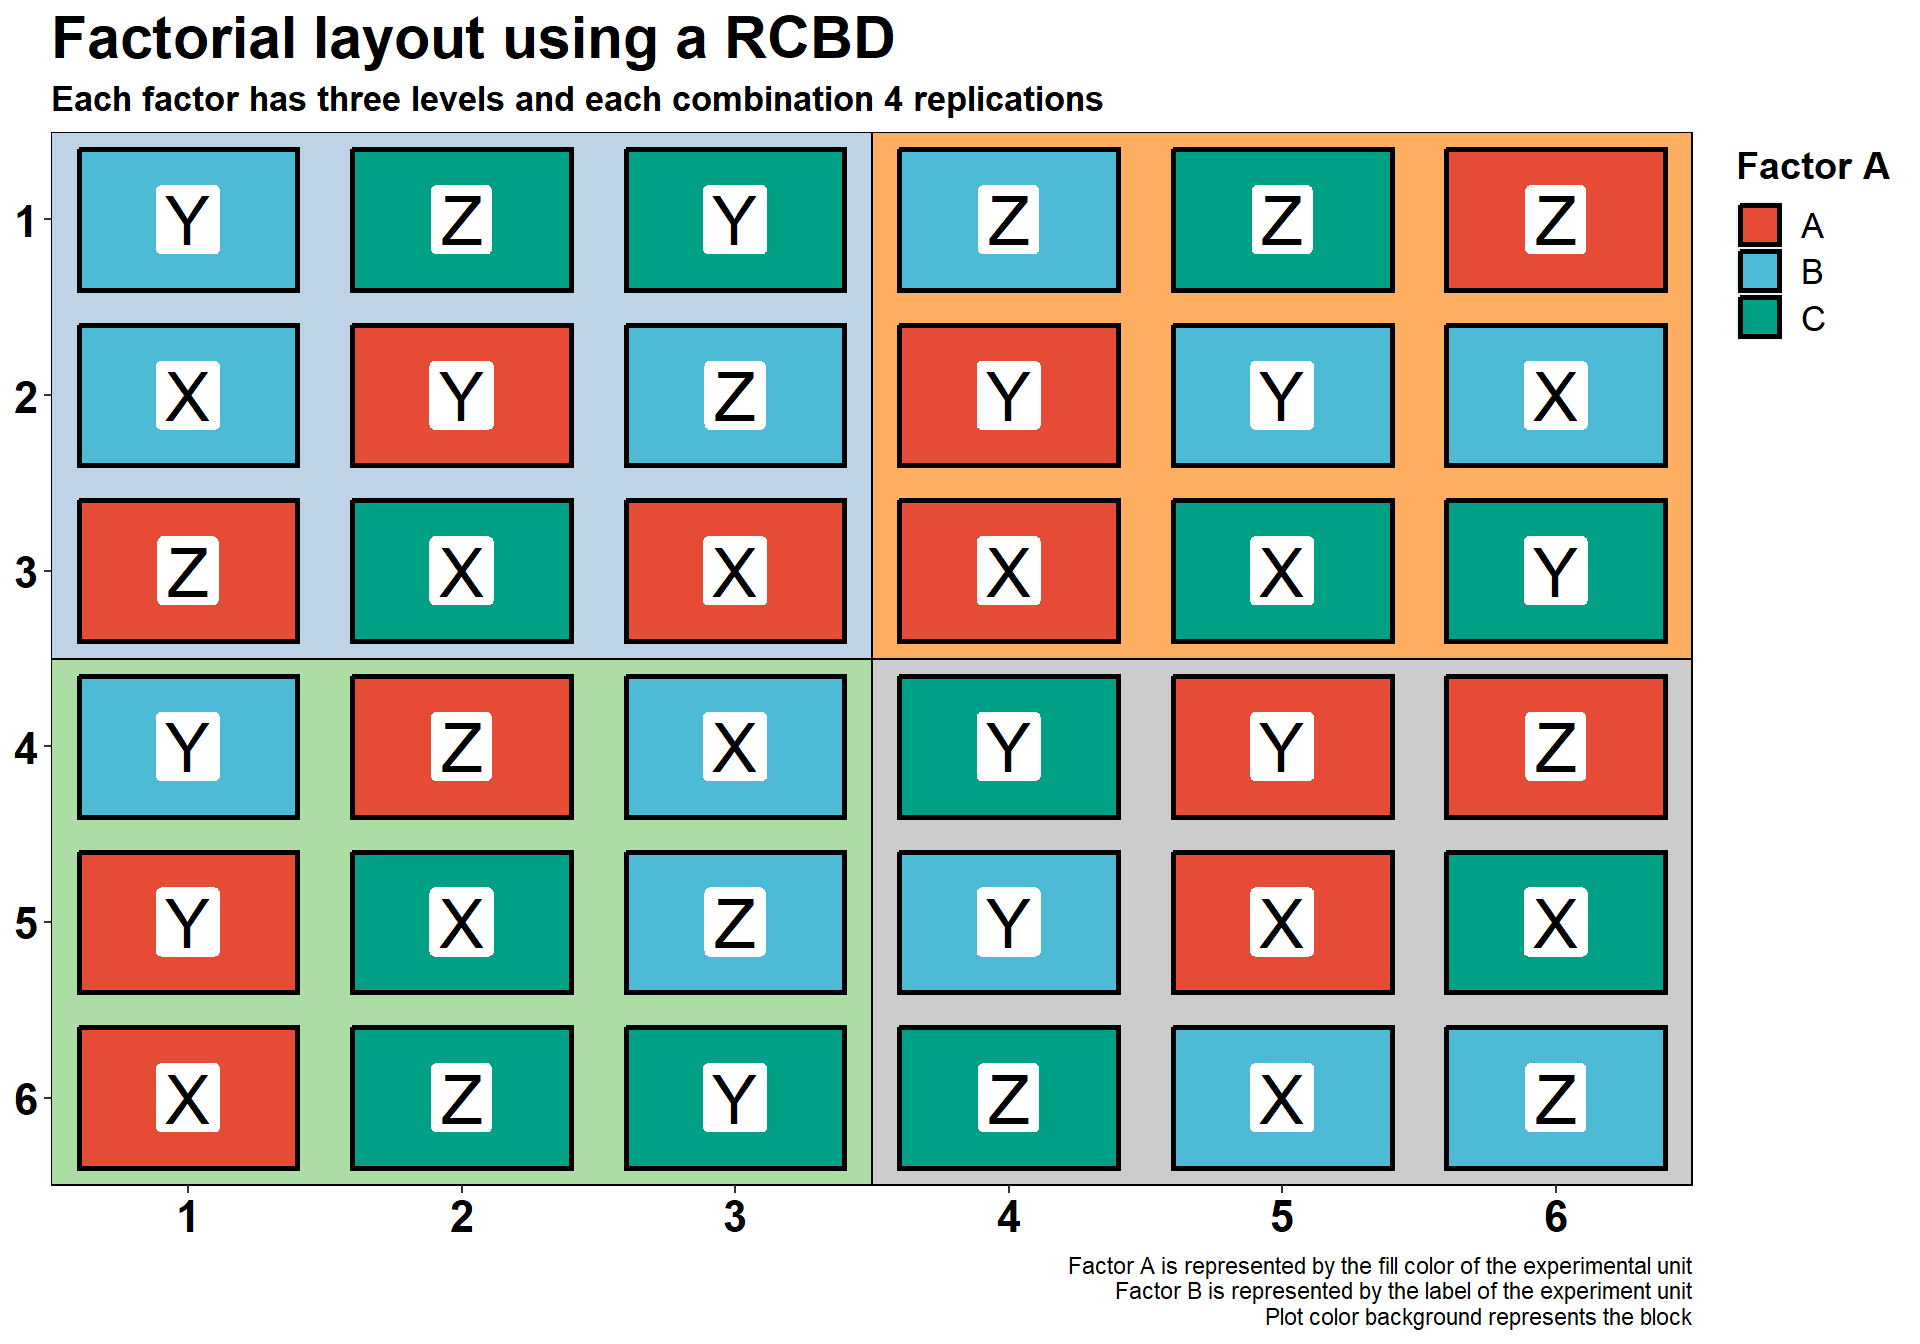 Factorial layout using a RCBD
Each factor has three levels and each combination 4 replications
Factor A
A
B
C
1 Y Z Y Z Z Z
2 X Y Z Y Y X
3 Z X X X X Y
4 Y Z X Y Y Z
5 Y X Z Y X X
6 X Z Y Z X Z
1 2 3 4 5 6
Factor A is represented by the fill color of the experimental unit
Factor B is represented by the label of the experiment unit
Plot color background represents the block